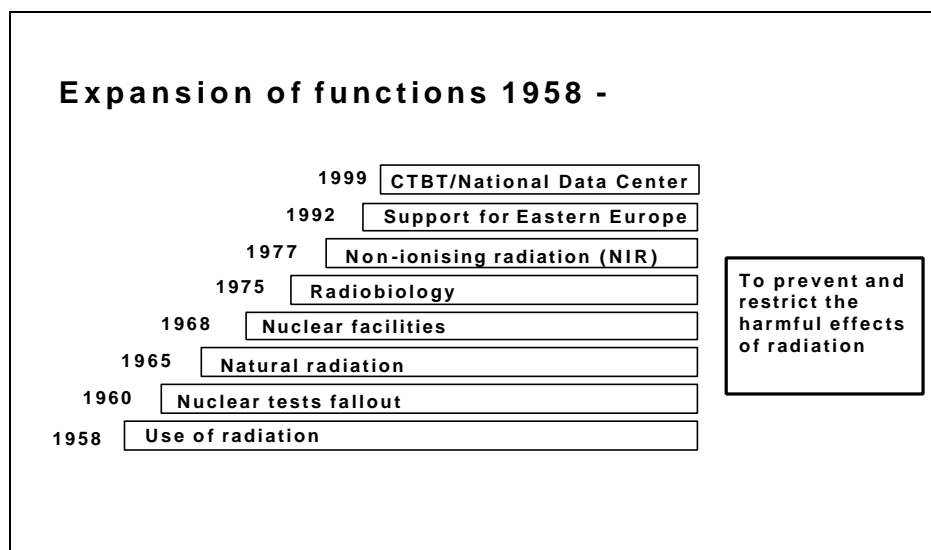 Expansion of functions 1958 -
1999 CTBT/National Data Center
1992 Support for Eastern Europe
1977 Non-ionising radiation (NIR)
1975 Radiobiology
1968 Nuclear facilities
1965 Natural radiation
1960 Nuclear tests fallout
1958 Use of radiation
To prevent and
restrict the
harmful effects
of radiation